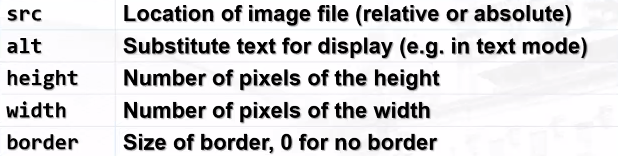 src Location of image file (relative or absolute)
alt Substitute text for display (e.g. in text mode)
height Number of pixels of the height
width Number of pixels of the width
border Size of border, 0 for no border